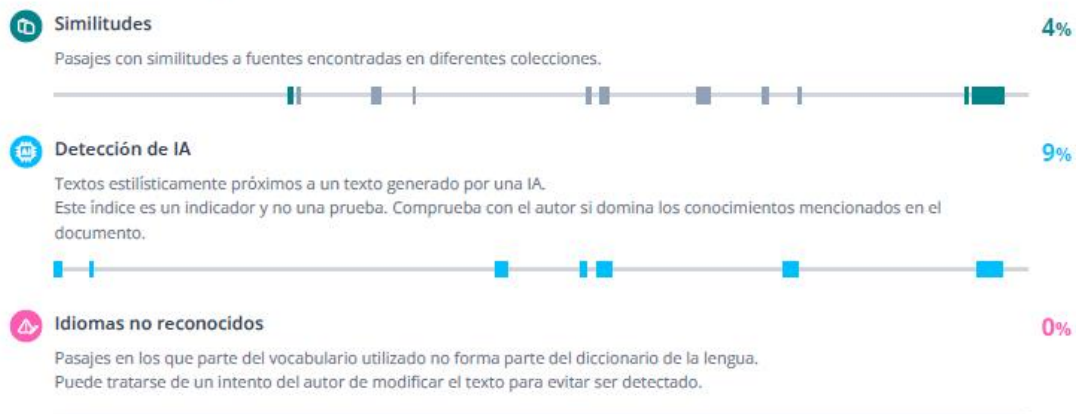 Similitudes
4%
Pasajes con similitudes a fuentes encontradas en diferentes colecciones.
AI
Detección de IA
9%
Textos estilísticamente próximos a un texto generado por una IA.
Este índice es un indicador y no una prueba. Comprueba con el autor si domina los conocimientos mencionados en el
documento.
Idiomas no reconocidos
0%
Pasajes en los que parte del vocabulario utilizado no forma parte del diccionario de la lengua.
Puede tratarse de un intento del autor de modificar el texto para evitar ser detectado.